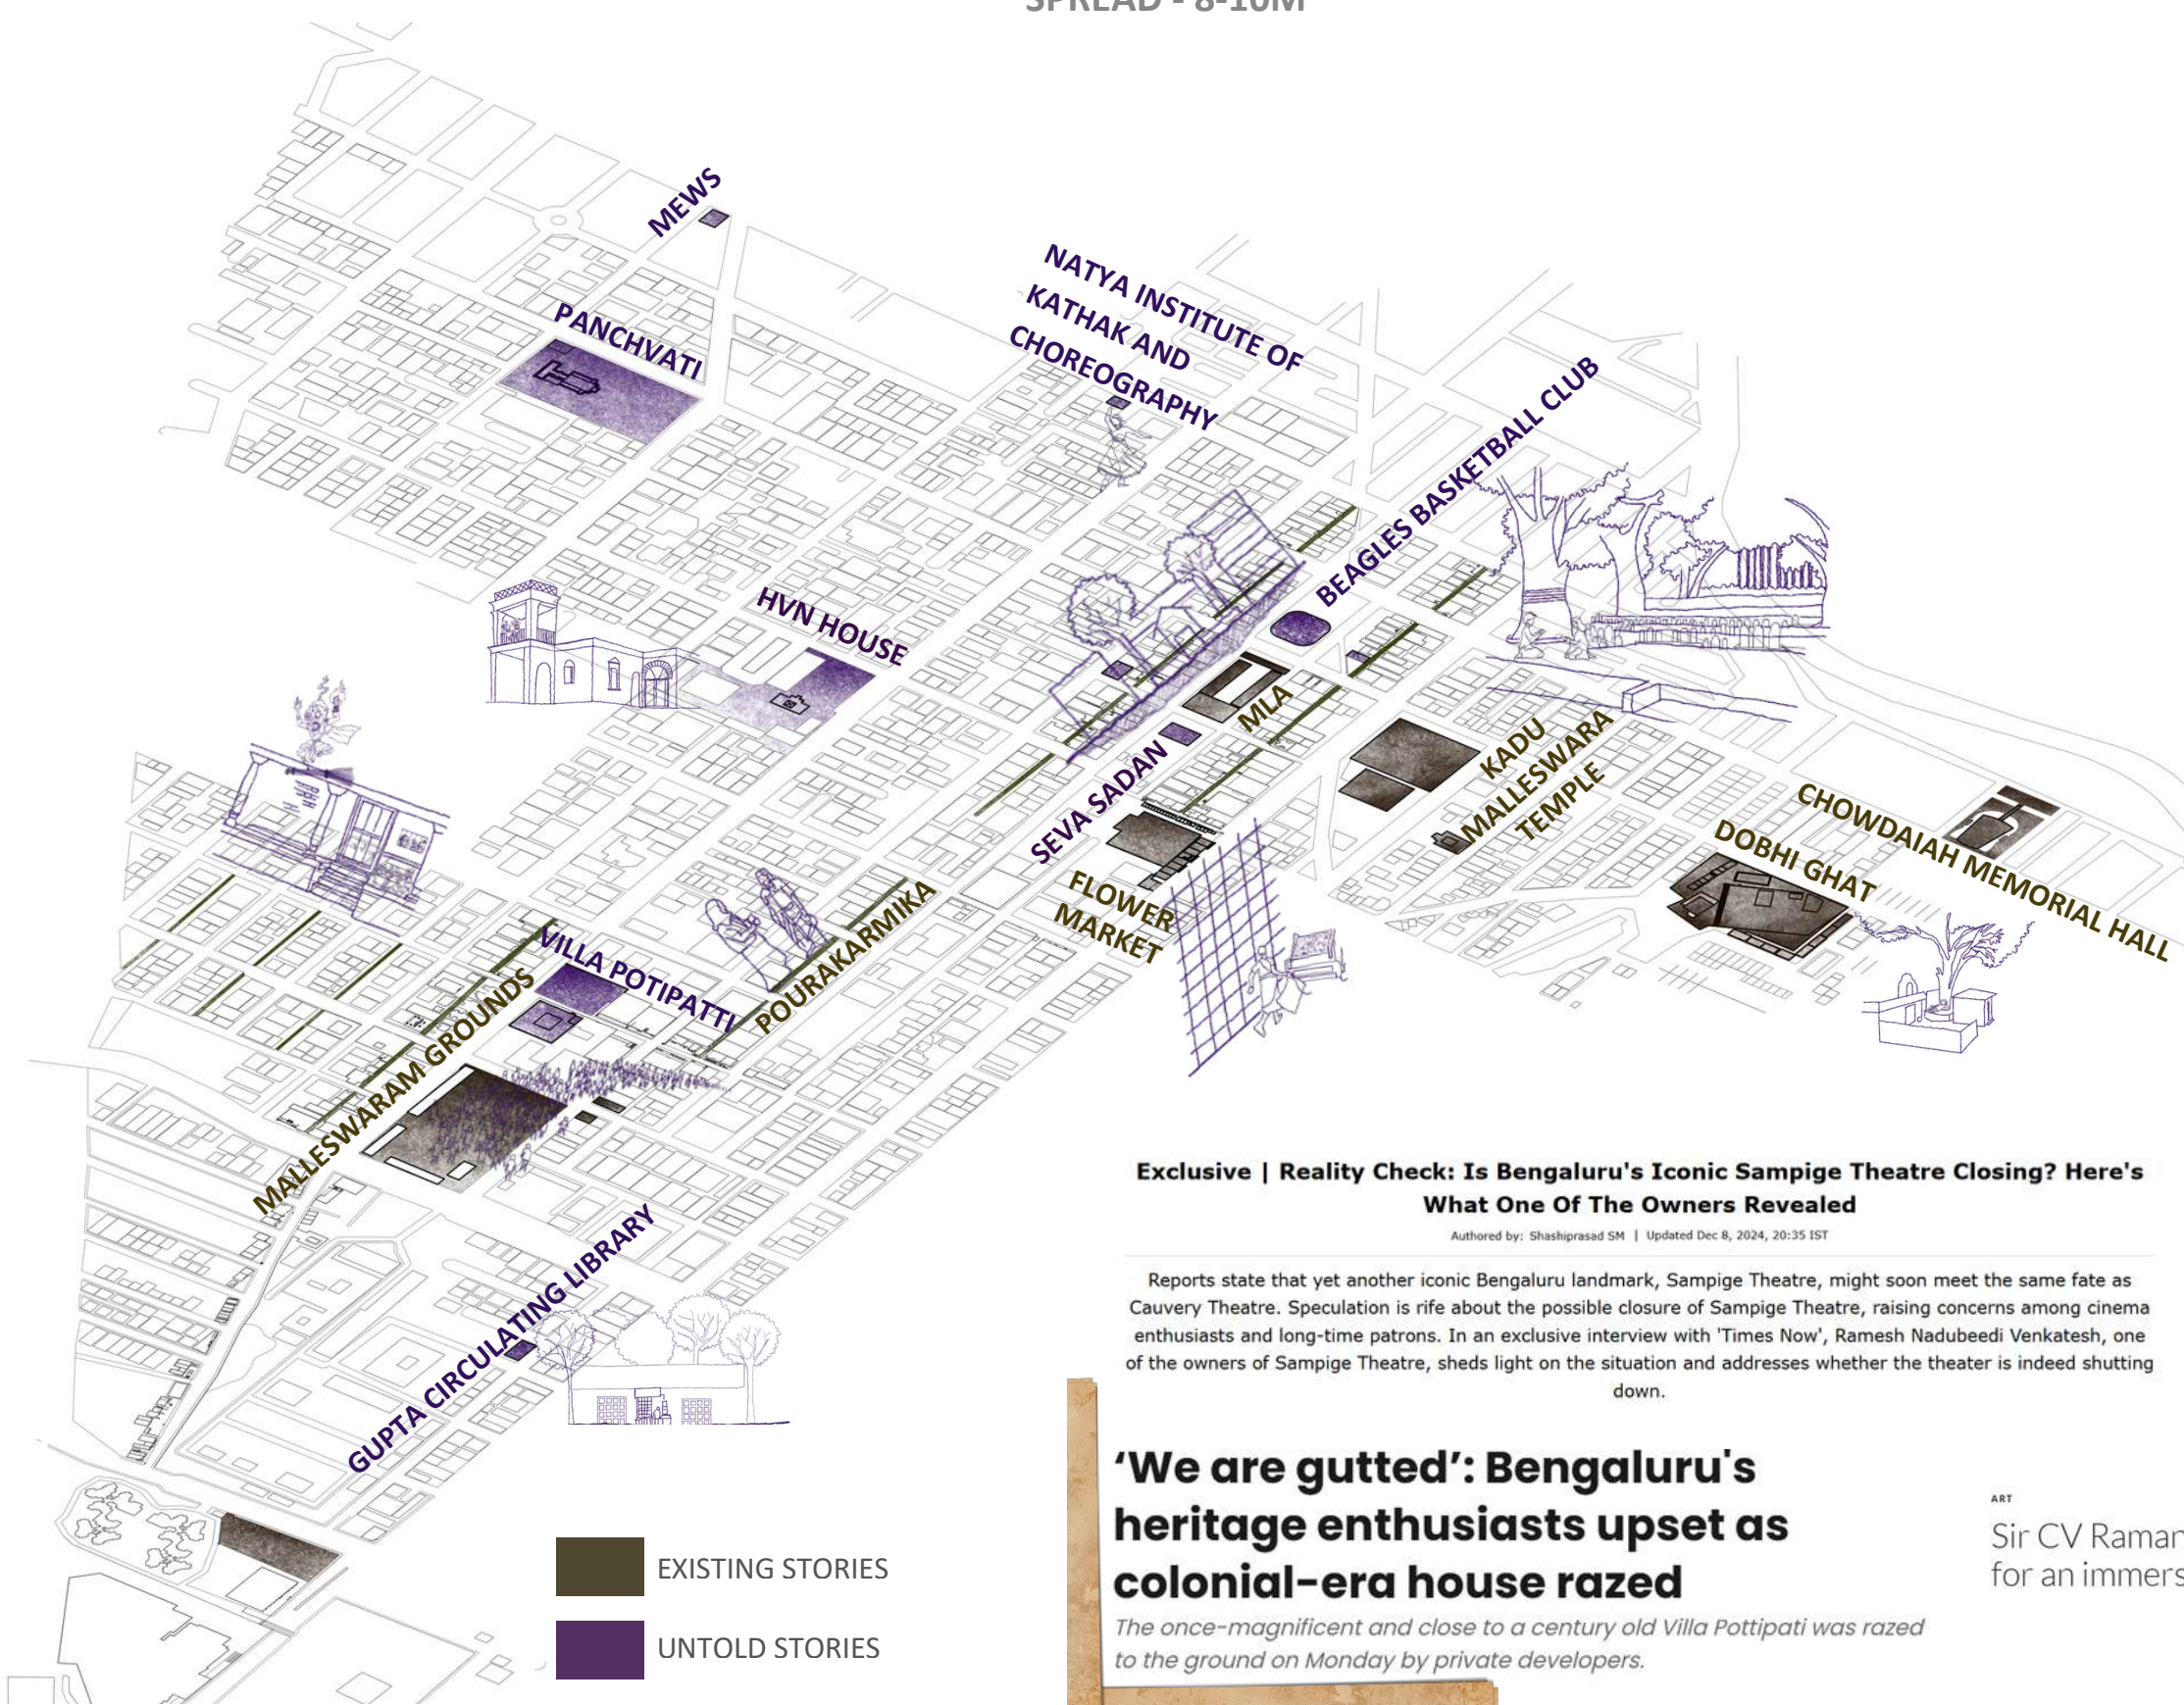 SPREAD - 8-10M
MEWS
PANCHVATI
NATYA INSTITUTE OF
KATHAK AND
CHOREOGRAPHY
BEAGLES BASKETBALL CLUB
HVN HOUSE
MLA
SEVA SADAN
KADU
MALLESWARA
TEMPLE
CHOWDAIAH MEMORIAL HALL
DOBHI GHAT
FLOWER
MARKET
POURAKARMIKA
VILLA POTIPATTI
MALLESWARAM GROUNDS
GUPTA CIRCULATING LIBRARY
EXISTING STORIES
UNTOLD STORIES
Exclusive | Reality Check: Is Bengaluru's Iconic Sampige Theatre Closing? Here's
What One Of The Owners Revealed
Authored by: Shashiprasad SM | Updated Dec 8, 2024, 20:35 IST
Reports state that yet another iconic Bengaluru landmark, Sampige Theatre, might soon meet the same fate as
Cauvery Theatre. Speculation is rife about the possible closure of Sampige Theatre, raising concerns among cinema
enthusiasts and long-time patrons. In an exclusive interview with 'Times Now', Ramesh Nadubeedi Venkatesh, one
of the owners of Sampige Theatre, sheds light on the situation and addresses whether the theater is indeed shutting
down.
‘We are gutted’: Bengaluru's
heritage enthusiasts upset as
colonial-era house razed
The once-magnificent and close to a century old Villa Pottipati was razed
to the ground on Monday by private developers.
ART
Sir CV Raman
for an immers